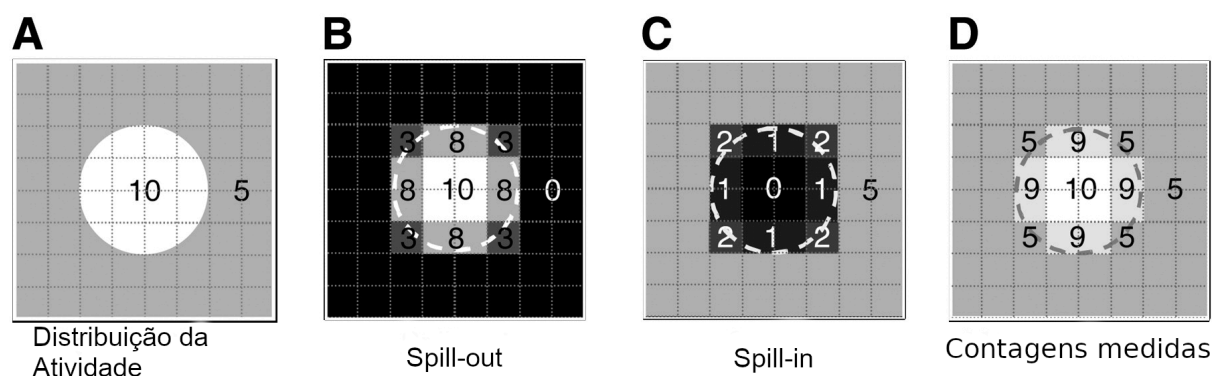 A B C D
3 8 3 2 1 2 5 9 5
10 5 8 10 8 0 1 0 1 5 9 10 9 5
3 8 3 2 1 2 5 9 5
Distribuição da
Atividade
Spill-out
Spill-in
Contagens medidas